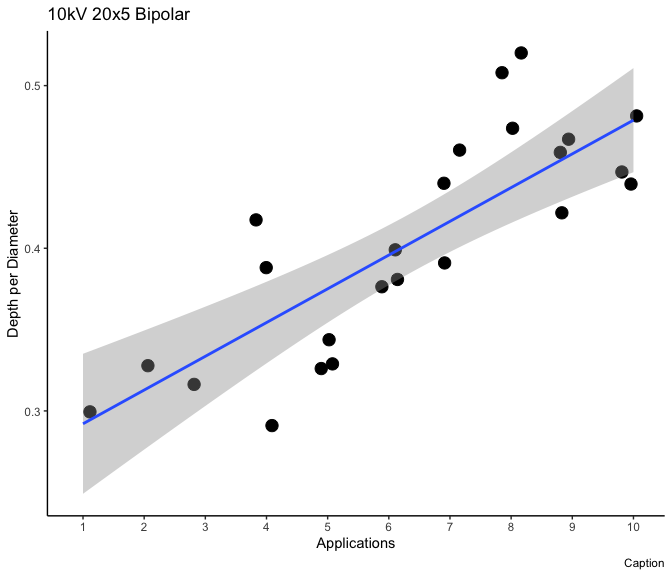 10kV 20x5 Bipolar
Depth per Diameter
0.5
0.4
0.3
1 2 3 4 5 6 7 8 9 10
Applications
Caption